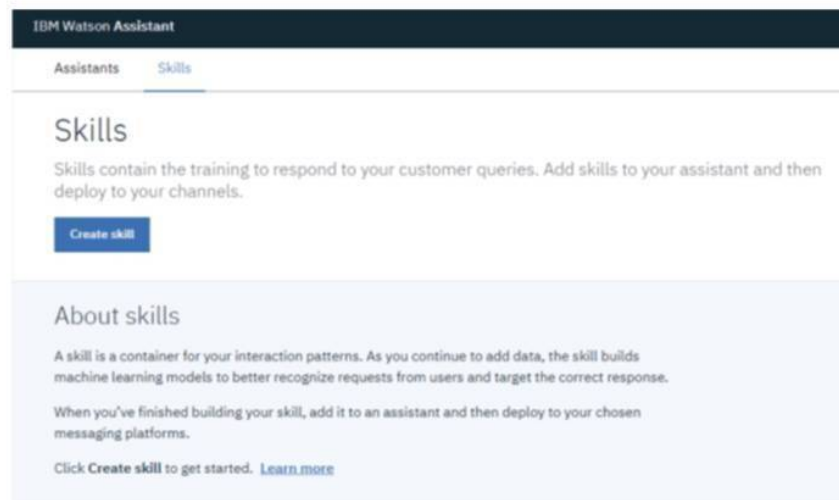 IBM Watson Assistant
Assistants Skills
Skills
Skills contain the training to respond to your customer queries. Add skills to your assistant and then
deploy to your channels.
Create skill
About skills
A skill is a container for your interaction patterns. As you continue to add data, the skill builds
machine learning models to better recognize requests from users and target the correct response.
When you've finished building your skill, add it to an assistant and then deploy to your chosen
messaging platforms.
Click Create skill to get started. Learn more